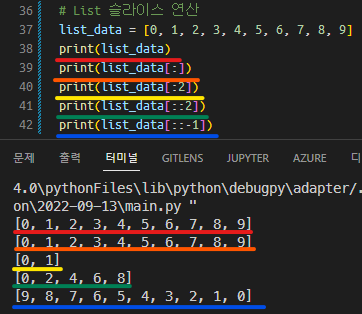 36 # List 슬라이스 연산
37 list_data = [0, 1, 2, 3, 4, 5, 6, 7, 8, 9]
38 print(list_data)
39 print(list_data[:])
40 print(list_data[:2])
41 print(list_data[::2])
42 print(list_data[::-1])
문제 출력 터미널 GITLENS JUPYTER AZURE 디
4.0\pythonFiles\lib\python\debugpy\adapter/.
on\2022-09-13\main.py "
[0, 1, 2, 3, 4, 5, 6, 7, 8, 9]
[0, 1, 2, 3, 4, 5, 6, 7, 8, 9]
[0, 1]
[0, 2, 4, 6, 8]
[9, 8, 7, 6, 5, 4, 3, 2, 1, 0]